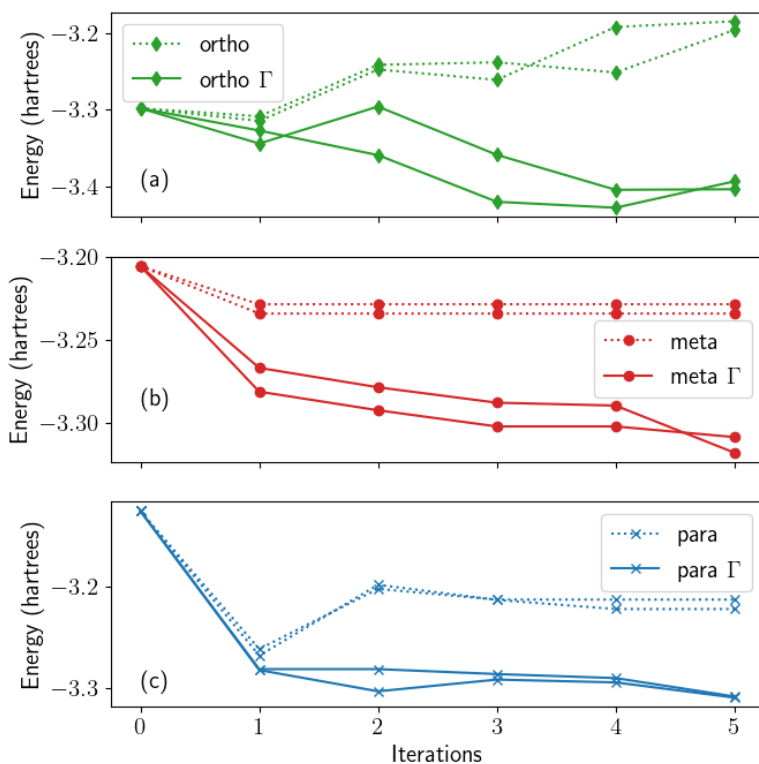 Energy (hartrees)
−3.2
−3.3
−3.4
ortho
ortho Γ
(a)
Energy (hartrees)
−3.20
−3.25
−3.30
meta
meta Γ
(b)
Energy (hartrees)
−3.2
−3.3
para
para Γ
(c)
0 1 2 3 4 5
Iterations